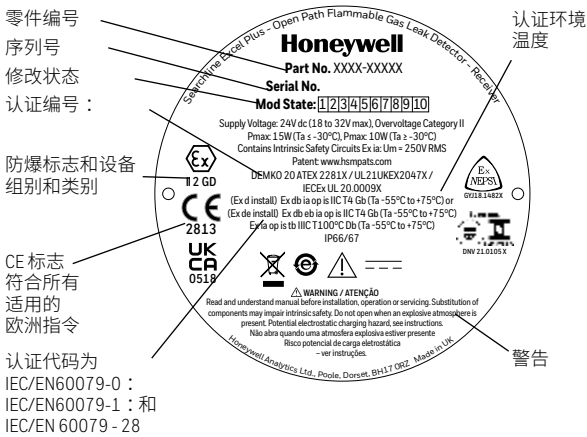 零件编号
序列号
修改状态
认证编号：
防爆标志和设备
组别和类别
CE 标志
符合所有
适用的
欧洲指令
认证代码为
IEC/EN60079-0：
IEC/EN60079-1：和
IEC/EN 60079 - 28
Searchline Excel Plus - Open Path Flammable Gas Leak Detector - Receiver
Honeywell
Part No. XXXX-XXXXX
Serial No.
Mod State: 1 2 3 4 5 6 7 8 9 10
Supply Voltage: 24V dc (18 to 32V max), Overvoltage Category II
Pmax: 15W (Ta ≤ -30°C), Pmax: 10W (Ta ≥ -30°C)
Contains Intrinsic Safety Circuits Ex ia: Um = 250V RMS
Patent: www.hsmpats.com
DEMKO 20 ATEX 2281X / UL21UKEX2047X /
IECEx UL 20.0009X
(Ex d install) Ex db ia op is IIC T4 Gb (Ta -55°C to +75°C) or
(Ex de install) Ex db eb ia op is IIC T4 Gb (Ta -55°C to +75°C)
Ex ia op is tb IIIC T100°C Db (Ta -55°C to +75°C)
IP66/67
Ex
II 2 GD
CE
2813
UK
CA
0518
Ex
NEPSI
GYJ18.1482X
DNV 21.0105 X
WARNING / ATENÇÃO
Read and understand manual before installation, operation or servicing. Substitution of
components may impair intrinsic safety. Do not open when an explosive atmosphere is
present. Potential electrostatic charging hazard, see instructions.
Não abra quando uma atmosfera explosiva estiver presente
Risco potencial de carga eletrostática
– ver instruções.
Honeywell Analytics Ltd., Poole, Dorset, BH17 0RZ Made in UK
认证环境
温度
警告